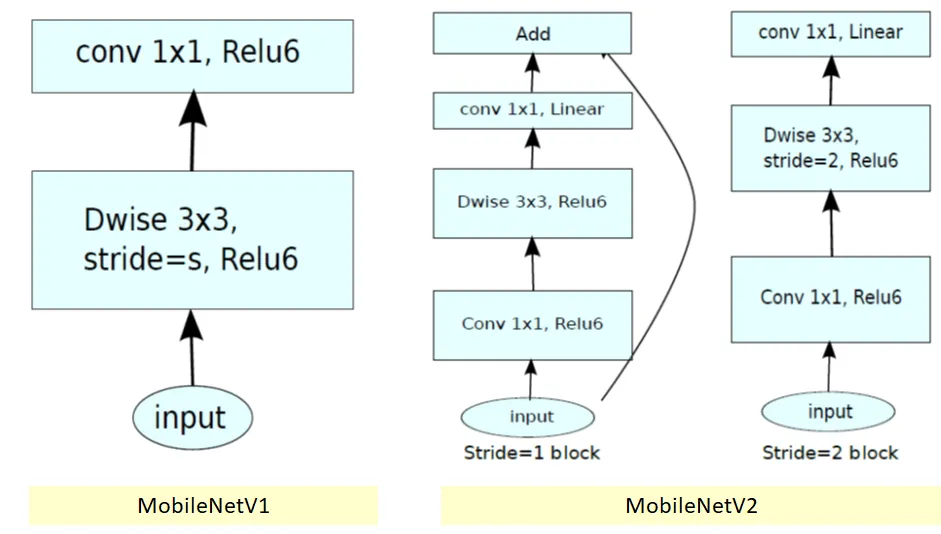 conv 1x1, Relu6
Dwise 3x3,
stride=s, Relu6
input
MobileNetV1
Add
conv 1x1, Linear
Dwise 3x3, Relu6
Conv 1x1, Relu6
input
Stride=1 block
conv 1x1, Linear
Dwise 3x3,
stride=2, Relu6
Conv 1x1, Relu6
input
Stride=2 block
MobileNetV2